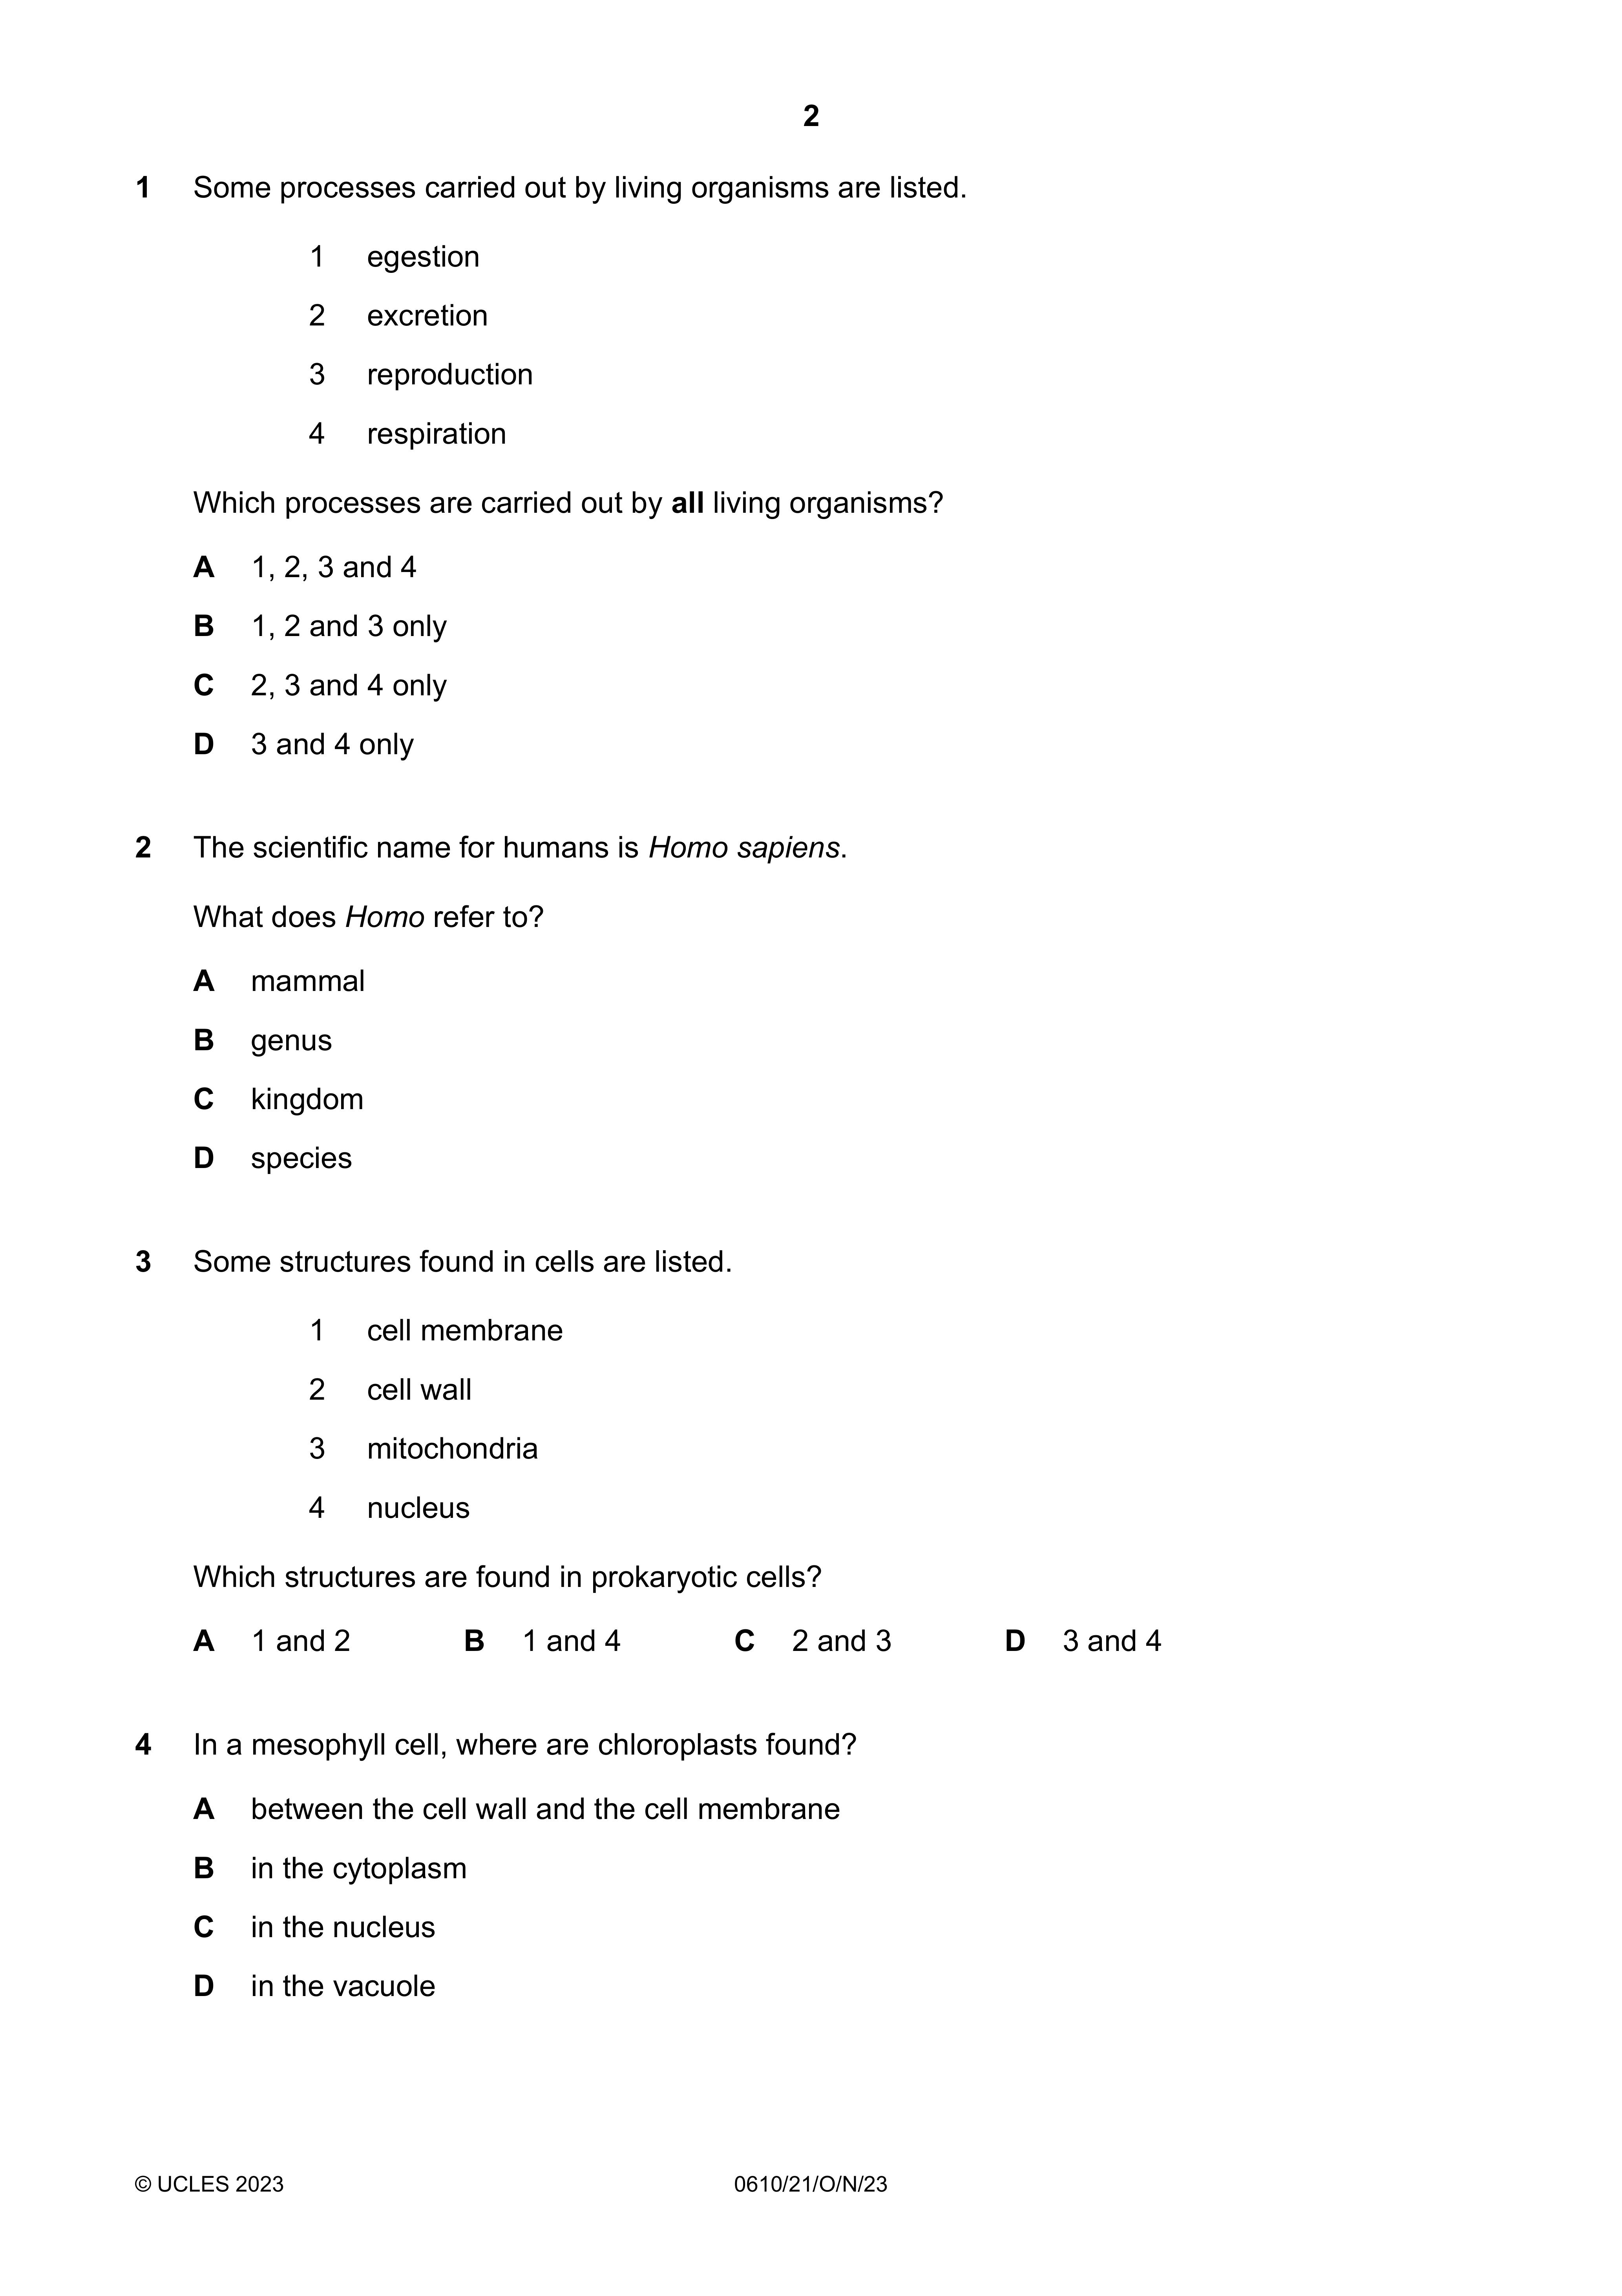 2
1 Some processes carried out by living organisms are listed.
1 egestion
2 excretion
3 reproduction
4 respiration
Which processes are carried out by all living organisms?
A 1, 2, 3 and 4
B 1, 2 and 3 only
C 2, 3 and 4 only
D 3 and 4 only
2 The scientific name for humans is Homo sapiens.
What does Homo refer to?
A mammal
B genus
C kingdom
D species
3 Some structures found in cells are listed.
1 cell membrane
2 cell wall
3 mitochondria
4 nucleus
Which structures are found in prokaryotic cells?
A 1 and 2 B 1 and 4 C 2 and 3 D 3 and 4
4 In a mesophyll cell, where are chloroplasts found?
A between the cell wall and the cell membrane
B in the cytoplasm
C in the nucleus
D in the vacuole
© UCLES 2023 0610/21/O/N/23